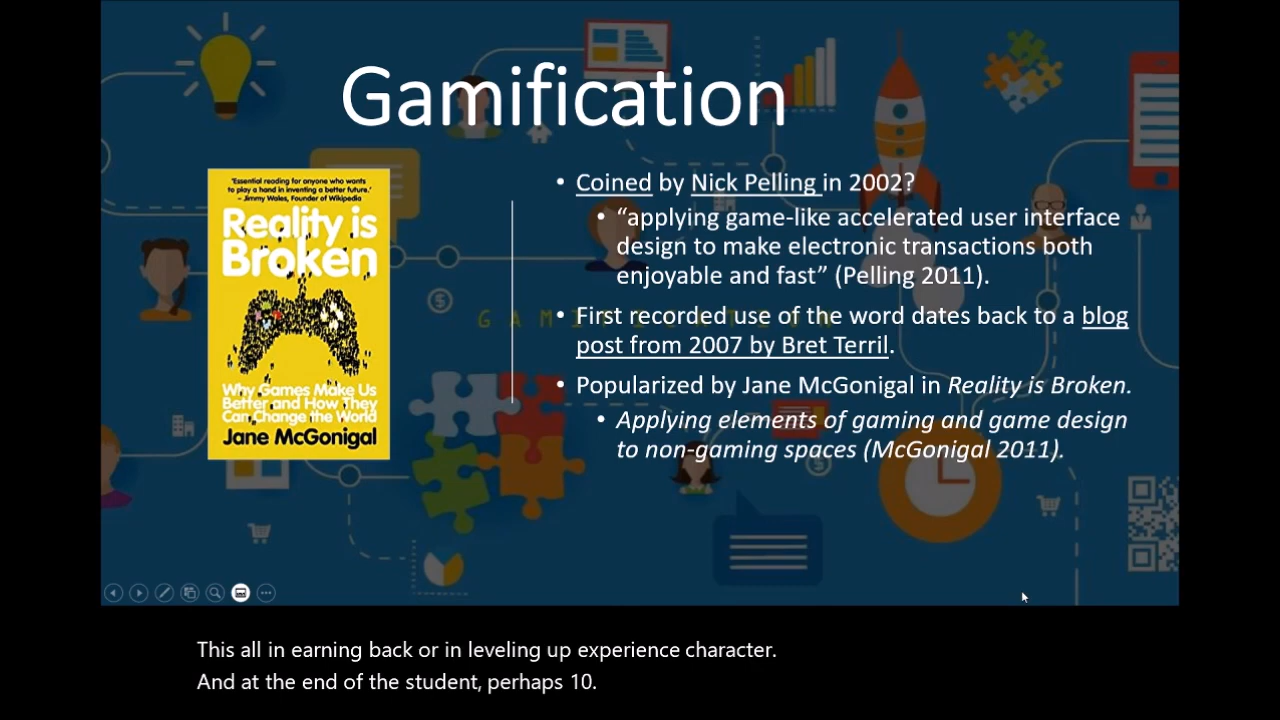 Gamification
'Essential reading for anyone who wants
to play a hand in inventing a better future.'
– Jimmy Wales, Founder of Wikipedia
Reality is
Broken
Why Games Make Us
Better and How They
Can Change the World
Jane McGonigal
• Coined by Nick Pelling in 2002?
• “applying game-like accelerated user interface
design to make electronic transactions both
enjoyable and fast” (Pelling 2011).
• First recorded use of the word dates back to a blog
post from 2007 by Bret Terril.
• Popularized by Jane McGonigal in Reality is Broken.
• Applying elements of gaming and game design
to non-gaming spaces (McGonigal 2011).
GAMIFICATION
This all in earning back or in leveling up experience character.
And at the end of the student, perhaps 10.